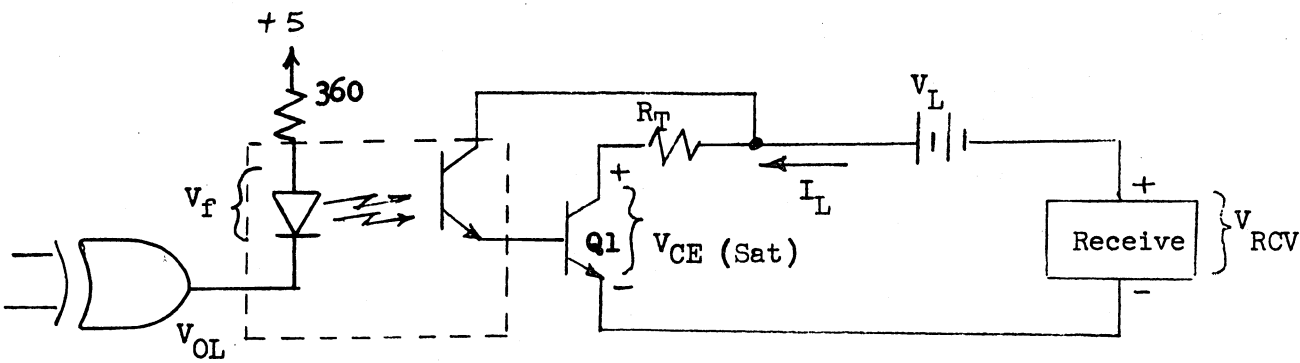 +5
360
V_f
V_OL
R_T
+
Q1
V_CE (Sat)
-
I_L
V_L
+
Receive
V_RCV
-